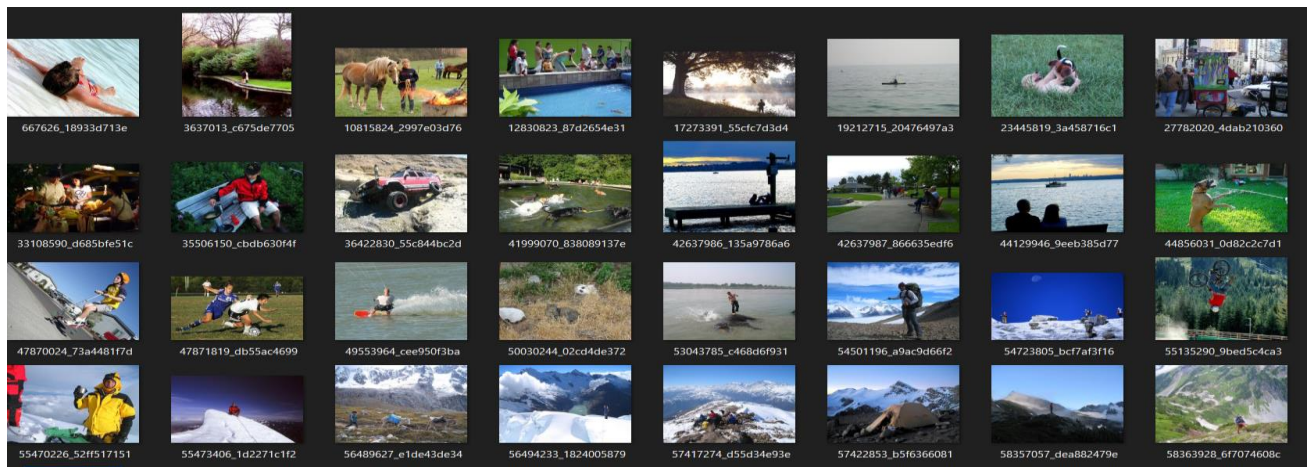 667626_18933d713e
3637013_c675de7705
10815824_2997e03d76
12830823_87d2654e31
17273391_55cfc7d3d4
19212715_20476497a3
23445819_3a458716c1
27782020_4dab210360
33108590_d685bfe51c
35506150_cbdb630f4f
36422830_55c844bc2d
41999070_838089137e
42637986_135a9786a6
42637987_866635edf6
44129946_9eeb385d77
44856031_0d82c2c7d1
47870024_73a4481f7d
47871819_db55ac4699
49553964_cee950f3ba
50030244_02cd4de372
53043785_c468d6f931
54501196_a9ac9d66f2
54723805_bcf7af3f16
55135290_9bed5c4ca3
55470226_52ff517151
55473406_1d2271c1f2
56489627_e1de43de34
56494233_1824005879
57417274_d55d34e93e
57422853_b5f6366081
58357057_dea882479e
58363928_6f7074608c